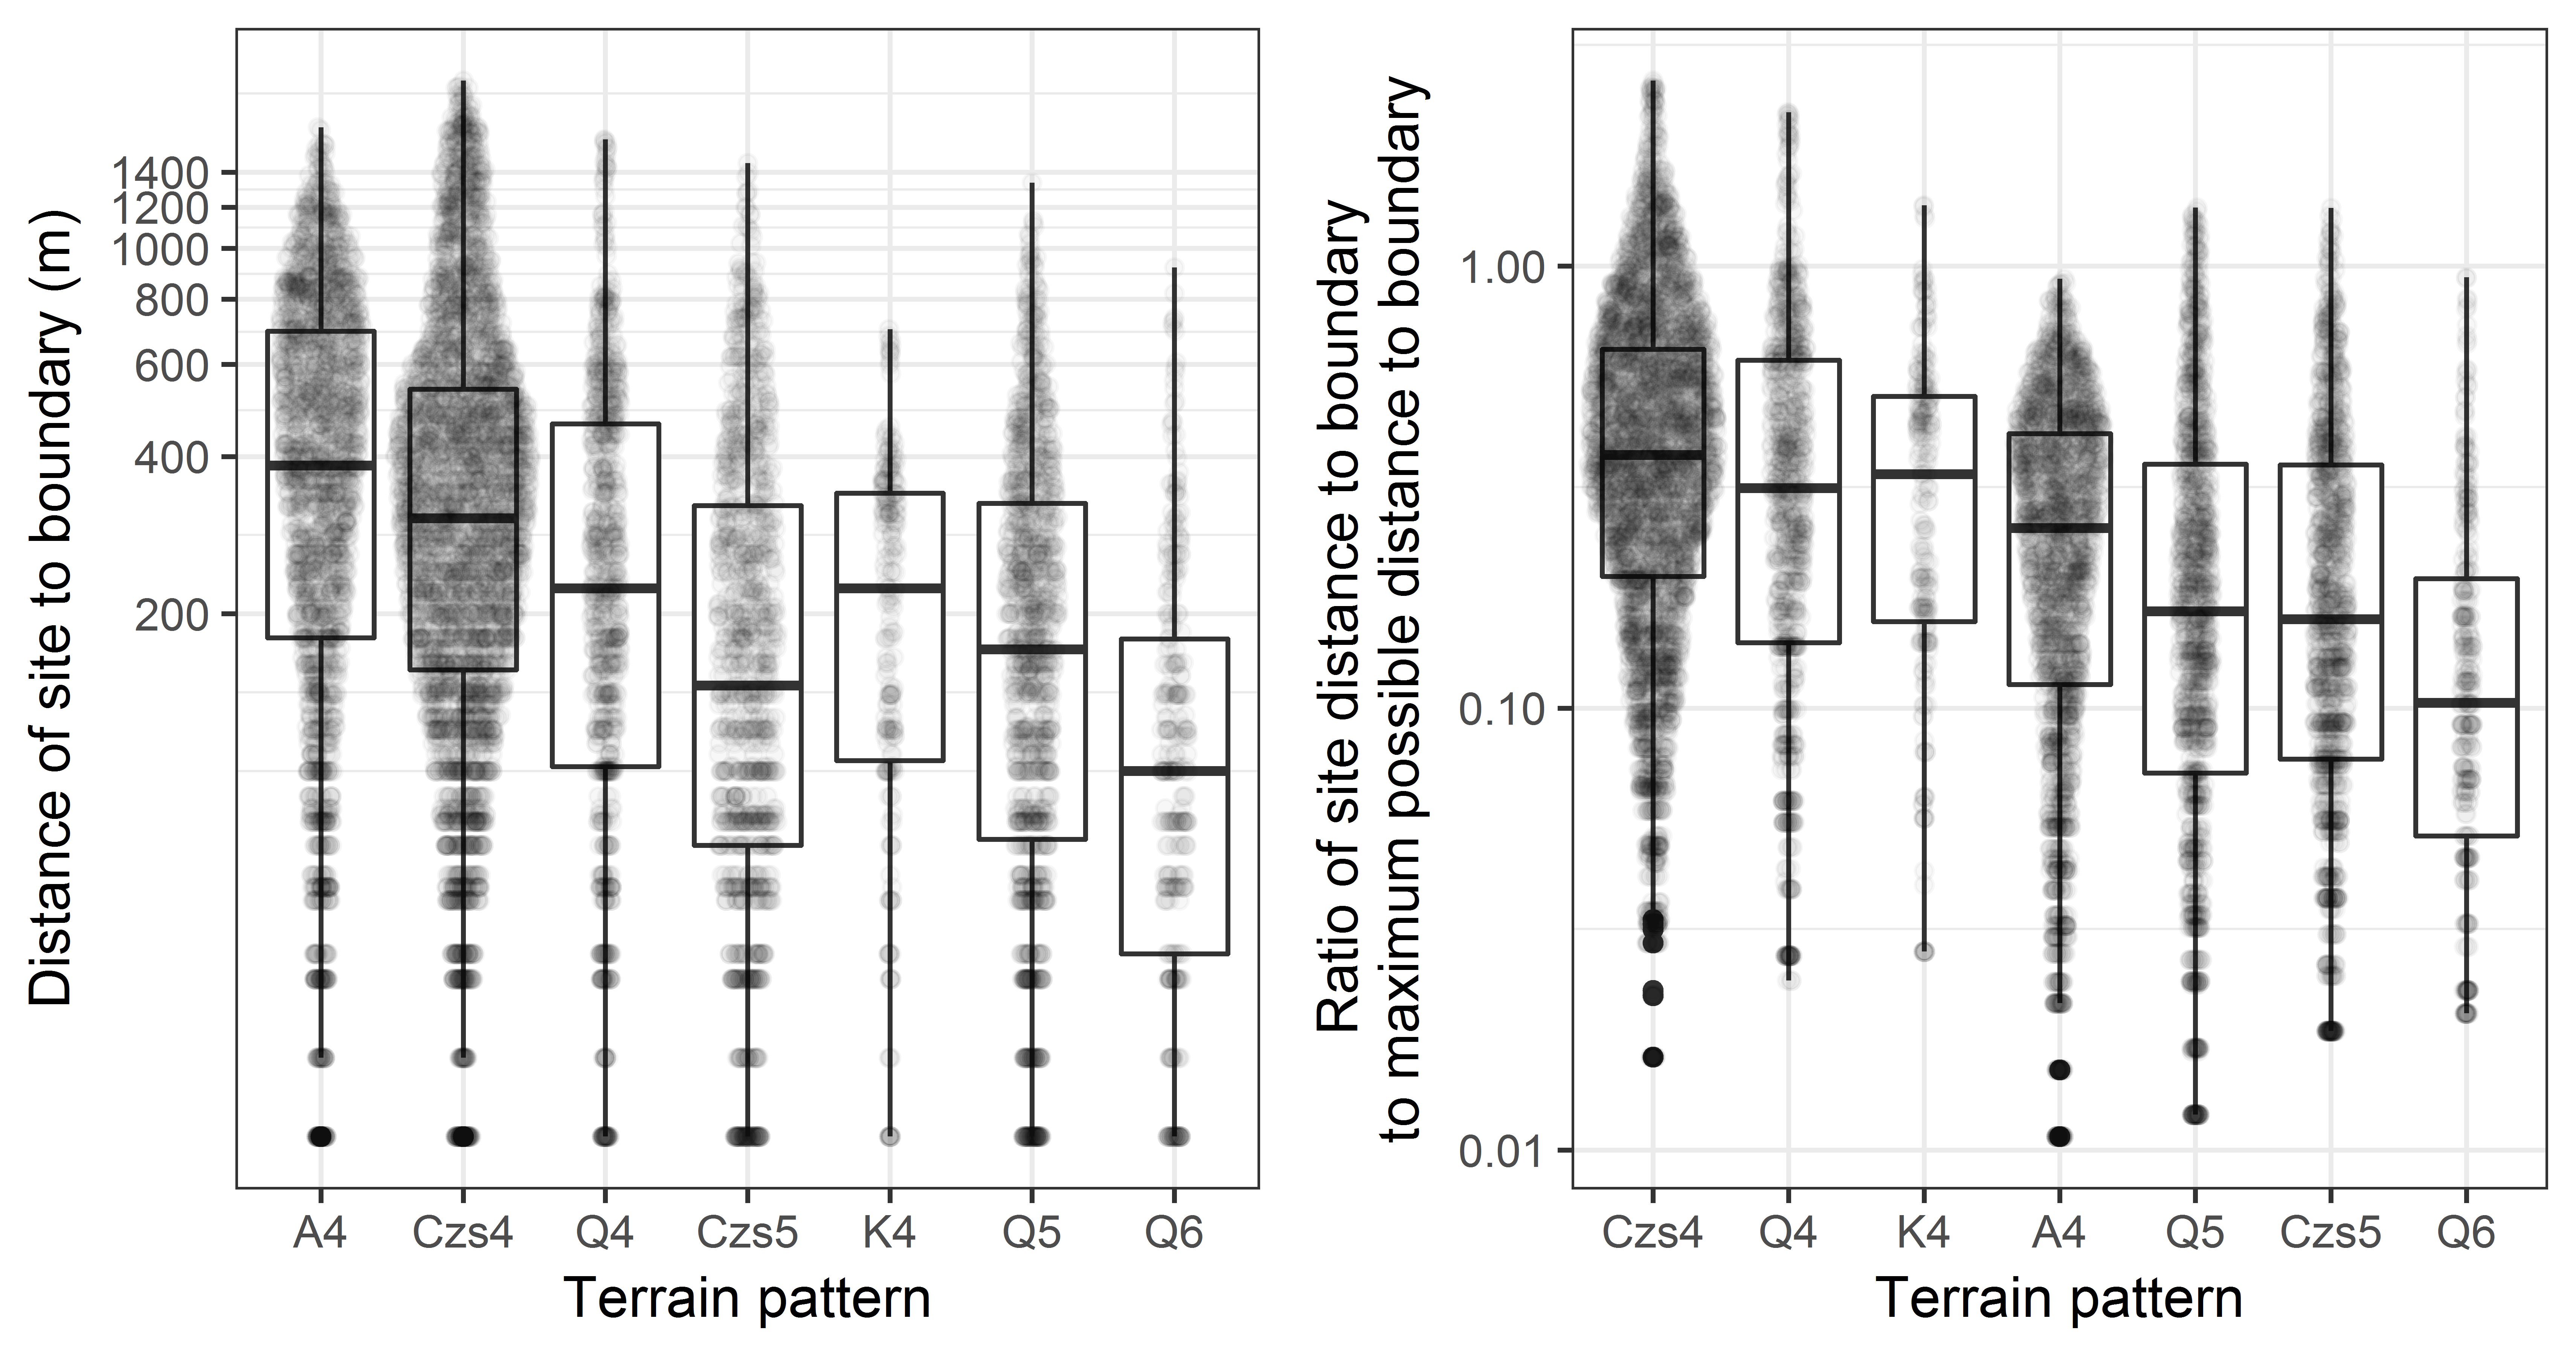 Distance of site to boundary (m)
1400
1200
1000
800
600
400
200
A4 Czs4 Q4 Czs5 K4 Q5 Q6
Terrain pattern
Ratio of site distance to boundary
to maximum possible distance to boundary
1.00
0.10
0.01
Czs4 Q4 K4 A4 Q5 Czs5 Q6
Terrain pattern